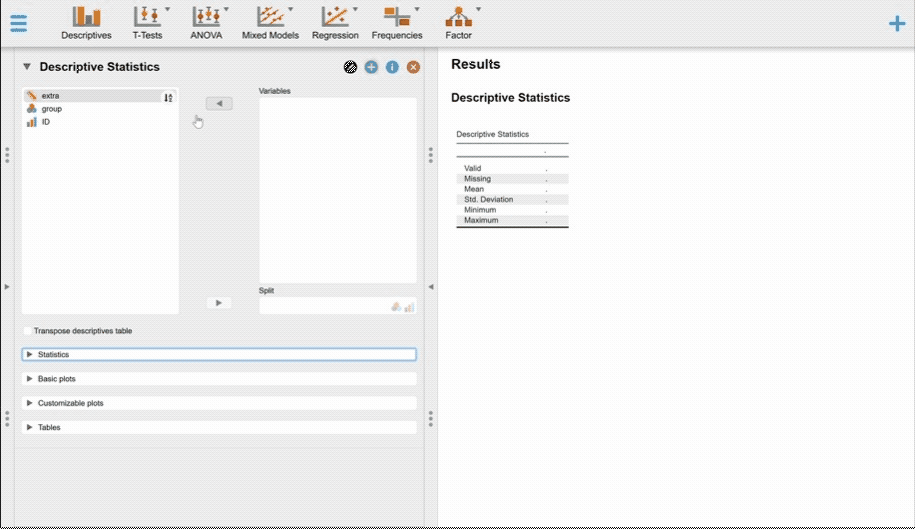 Descriptives T-Tests ANOVA Mixed Models Regression Frequencies Factor
Descriptive Statistics
extra
group
ID
Variables
Split
Transpose descriptives table
Statistics
Basic plots
Customizable plots
Tables
Results
Descriptive Statistics
Descriptive Statistics
.
Valid .
Missing .
Mean .
Std. Deviation .
Minimum .
Maximum .